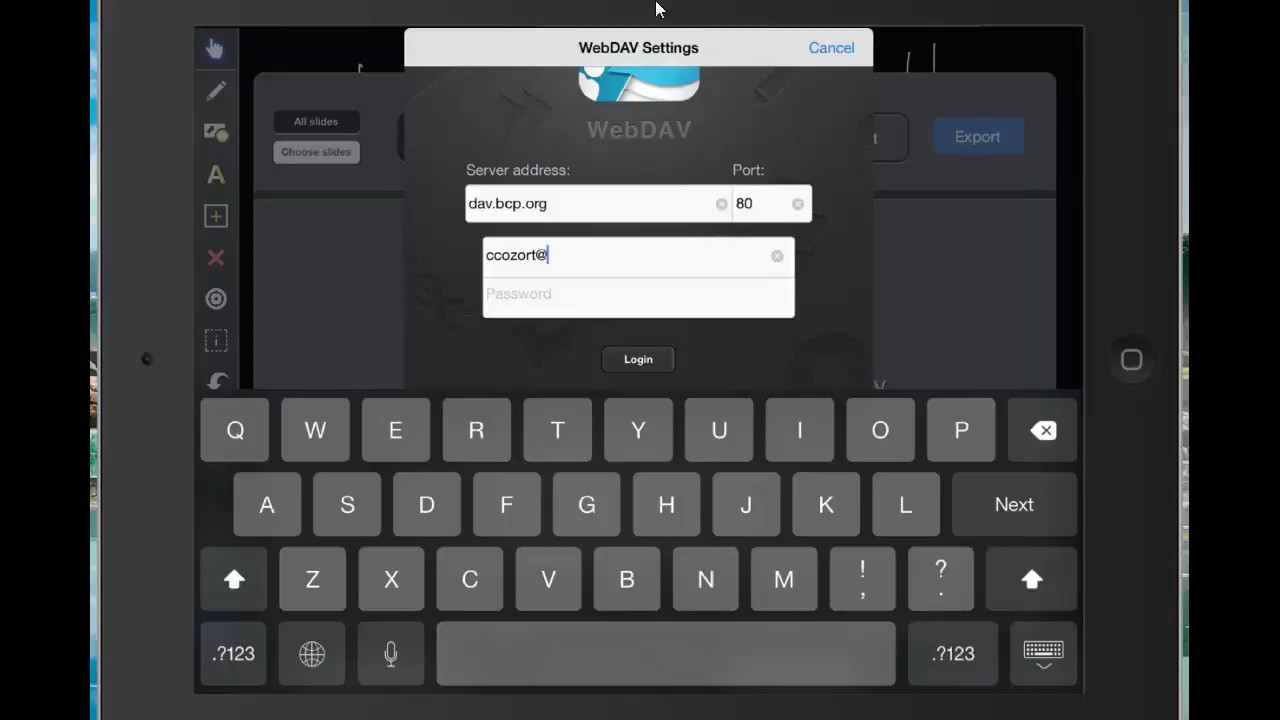 WebDAV Settings
Cancel
All slides
Choose slides
WebDAV
Export
Server address:
Port:
dav.bcp.org
80
ccozort@
Password
Login
Q W E R T Y U I O P
A S D F G H J K L Next
Z X C V B N M ! , ? .
.?123 .?123